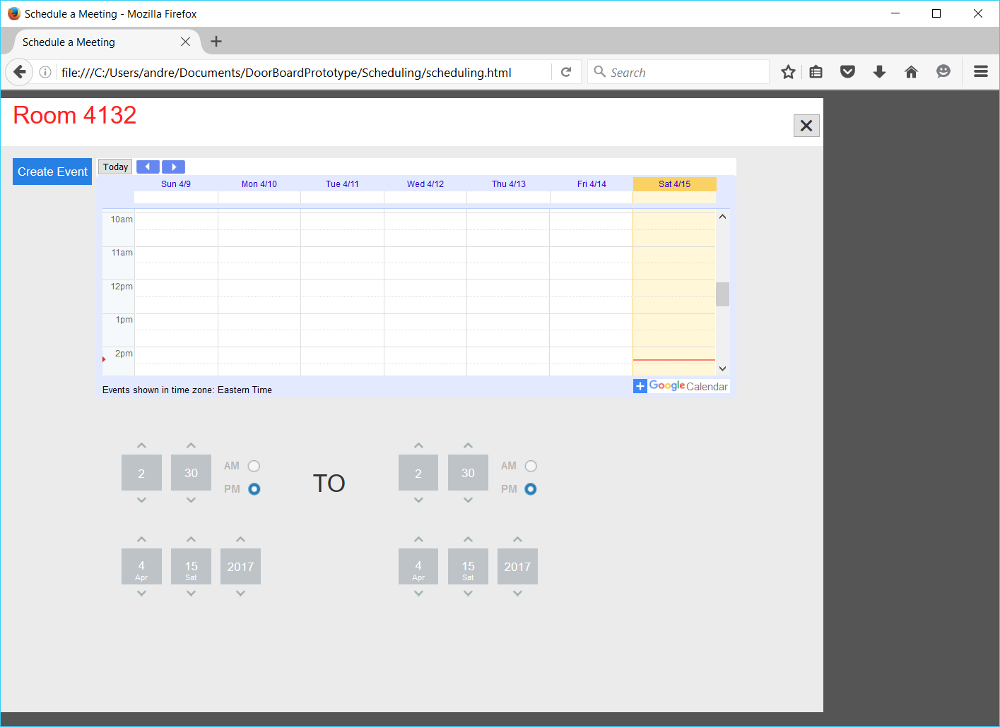 Schedule a Meeting - Mozilla Firefox
Schedule a Meeting
file:///C:/Users/andre/Documents/DoorBoardPrototype/Scheduling/scheduling.html
Search
Room 4132
Create Event
Today
Sun 4/9 Mon 4/10 Tue 4/11 Wed 4/12 Thu 4/13 Fri 4/14 Sat 4/15
10am
11am
12pm
1pm
2pm
Events shown in time zone: Eastern Time
Google Calendar
2 30 AM PM TO 2 30 AM PM
4 15 2017 4 15 2017
Apr Sat Apr Sat